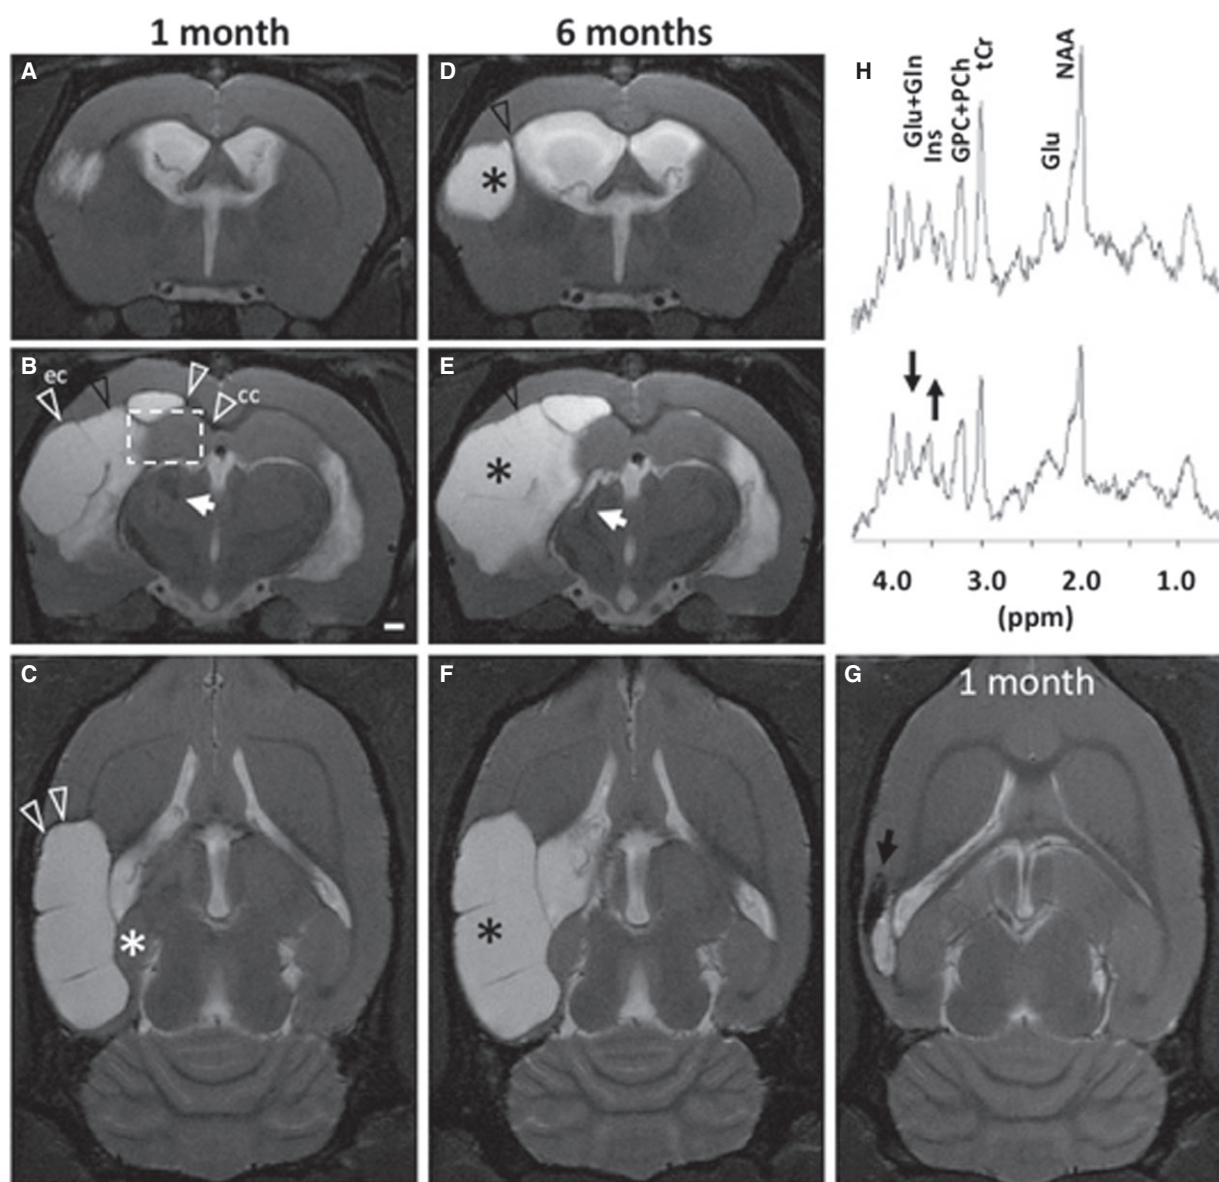 1 month
6 months
A
D
H
Glu+Gln
Ins
GPC+PCh
tCr
Glu
NAA
*
B
ec
cc
E
*
4.0 3.0 2.0 1.0
(ppm)
C
*
F
*
G
1 month